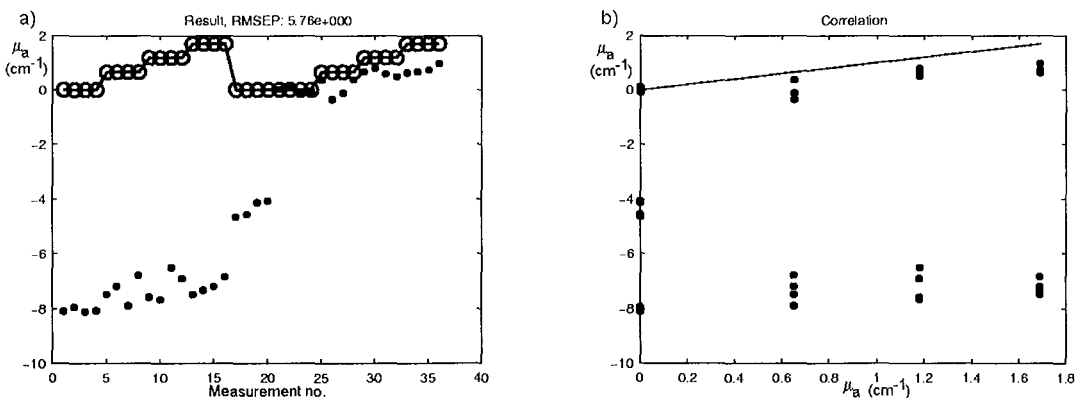 a)
Result, RMSEP: 5.76e+000
μa
(cm-1)
2
0
-2
-4
-6
-8
-10
0 5 10 15 20 25 30 35 40
Measurement no.
b)
Correlation
μa
(cm-1)
2
0
-2
-4
-6
-8
-10
0 0.2 0.4 0.6 0.8 1 1.2 1.4 1.6 1.8
μa (cm-1)